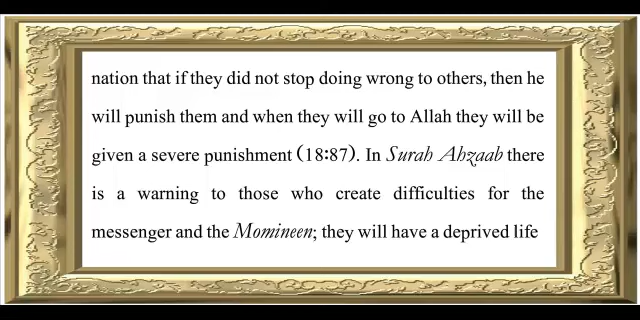 nation that if they did not stop doing wrong to others, then he
will punish them and when they will go to Allah they will be
given a severe punishment (18:87). In Surah Ahzaab there
is a warning to those who create difficulties for the
messenger and the Momineen; they will have a deprived life